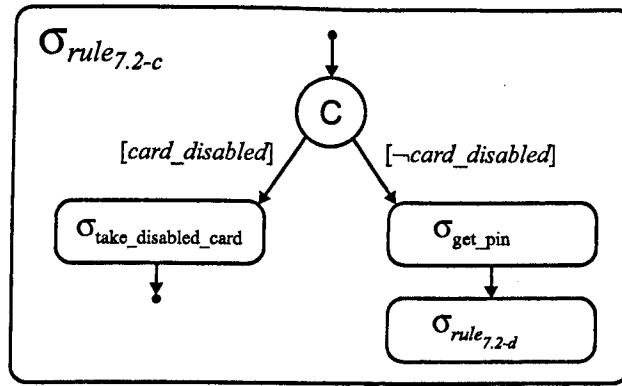 σrule7.2-c
C
[card_disabled] [¬card_disabled]
σtake_disabled_card σget_pin
σrule7.2-d